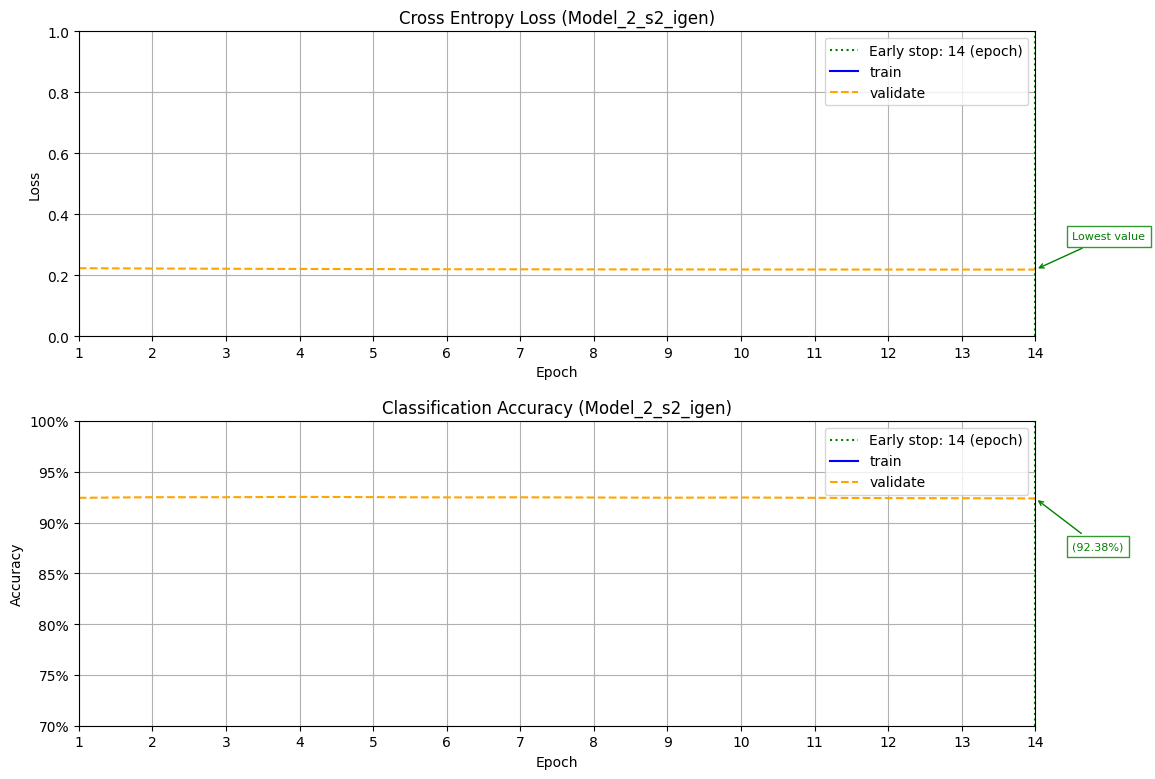 Cross Entropy Loss (Model_2_s2_igen)
1.0
0.8
0.6
0.4
0.2
0.0
Loss
Early stop: 14 (epoch)
train
validate
Lowest value
1 2 3 4 5 6 7 8 9 10 11 12 13 14
Epoch
Classification Accuracy (Model_2_s2_igen)
100%
95%
90%
85%
80%
75%
70%
Accuracy
Early stop: 14 (epoch)
train
validate
(92.38%)
1 2 3 4 5 6 7 8 9 10 11 12 13 14
Epoch